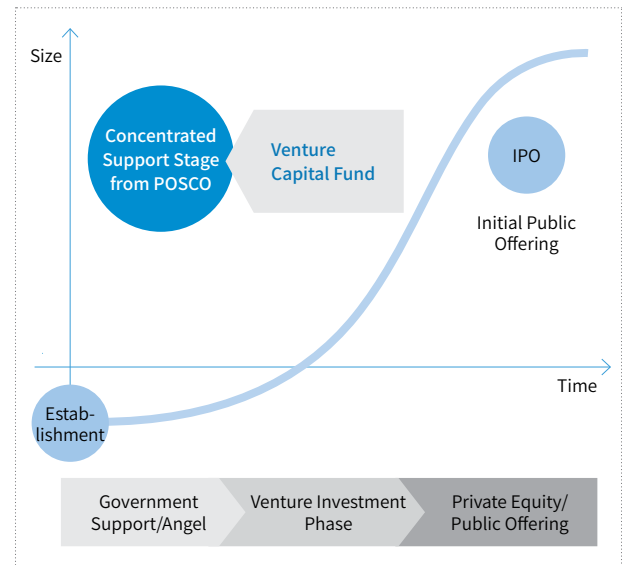 Size
Concentrated
Support Stage
from POSCO
Venture
Capital Fund
IPO
Initial Public
Offering
Time
Estab-
lishment
Government
Support/Angel
Venture Investment
Phase
Private Equity/
Public Offering